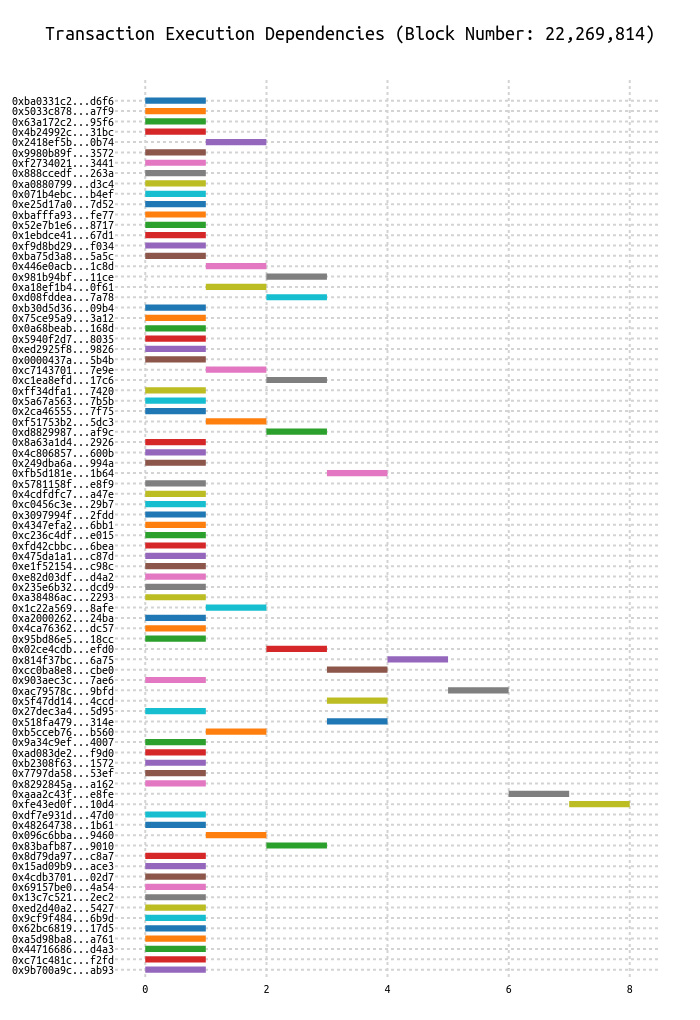 Transaction Execution Dependencies (Block Number: 22,269,814)
0xba0331c2...d6f6
0x5033c878...a7f9
0x63a172c2...95f6
0x4b24992c...31bc
0x2418ef5b...0b74
0x9980b89f...3572
0xf2734021...3441
0x888ccedf...263a
0xa0880799...d3c4
0x071b4ebc...b4ef
0xe25d17a0...7d52
0xbafffa93...fe77
0x52e7b1e6...8717
0x1ebdce41...67d1
0xf9d8bd29...f034
0xba75d3a8...5a5c
0x446e0acb...1c8d
0x981b94bf...11ce
0xa18ef1b4...0f61
0xd08fddea...7a78
0xb30d5d36...09b4
0x75ce95a9...3a12
0x0a68beab...168d
0x5940f2d7...8035
0xed2925f8...9826
0x0000437a...5b4b
0xc7143701...7e9e
0xc1ea8efd...17c6
0xff34dfa1...7420
0x5a67a563...7b5b
0x2ca46555...7f75
0xf51753b2...5dc3
0xd8829987...af9c
0x8a63a1d4...2926
0x4c806857...600b
0x249dba6a...994a
0xfb5d181e...1b64
0x5781158f...e8f9
0x4cdfdfc7...a47e
0xc0456c3e...29b7
0x3097994f...2fdd
0x4347efa2...6bb1
0xc236c4df...e015
0xfd42cbbc...6bea
0x475da1a1...c87d
0xe1f52154...c98c
0xe82d03df...d4a2
0x235e6b32...dcd9
0xa38486ac...2293
0x1c22a569...8afe
0xa2000262...24ba
0x4ca76362...dc57
0x95bd86e5...18cc
0x02ce4cdb...efd0
0x814f37bc...6a75
0xcc0ba8e8...cbe0
0x903aec3c...7ae6
0xac79578c...9bfd
0x5f47dd14...4ccd
0x27dec3a4...5d95
0x518fa479...314e
0xb5cceb76...b560
0x9a34c9ef...4007
0xad083de2...f9d0
0xb2308f63...1572
0x7797da58...53ef
0x8292845a...a162
0xaaa2c43f...e8fe
0xfe43ed0f...10d4
0xdf7e931d...47d0
0x48264738...1b61
0x096c6bba...9460
0x83bafb87...9010
0x8d79da97...c8a7
0x15ad09b9...ace3
0x4cdb3701...02d7
0x69157be0...4a54
0x13c7c521...2ec2
0xed2d40a2...5427
0x9cf9f484...6b9d
0x62bc6819...17d5
0xa5d98ba8...a761
0x44716686...d4a3
0xc71c481c...f2fd
0x9b700a9c...ab93
0 2 4 6 8